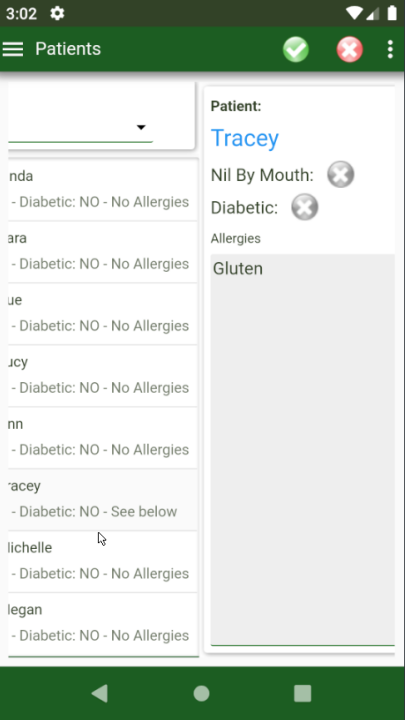 3:02
Patients
nda
- Diabetic: NO - No Allergies
ara
- Diabetic: NO - No Allergies
ue
- Diabetic: NO - No Allergies
ucy
- Diabetic: NO - No Allergies
nn
- Diabetic: NO - No Allergies
racey
- Diabetic: NO - See below
lichelle
- Diabetic: NO - No Allergies
legan
- Diabetic: NO - No Allergies
Patient:
Tracey
Nil By Mouth:
Diabetic:
Allergies
Gluten